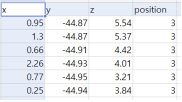 x y z position
0.95 -44.87 5.54 3
1.3 -44.87 5.37 3
0.66 -44.91 4.42 3
2.26 -44.93 4.01 3
0.77 -44.95 3.21 3
0.25 -44.94 3.84 3